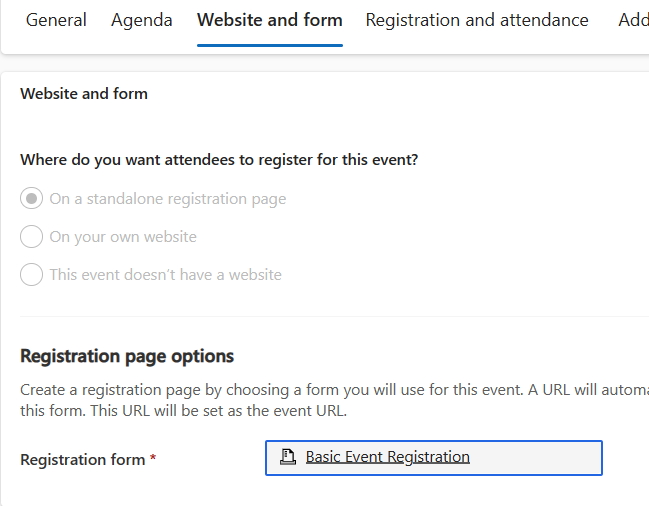 General Agenda Website and form Registration and attendance Add
Website and form
Where do you want attendees to register for this event?
On a standalone registration page
On your own website
This event doesn't have a website
Registration page options
Create a registration page by choosing a form you will use for this event. A URL will automa
this form. This URL will be set as the event URL.
Registration form * Basic Event Registration